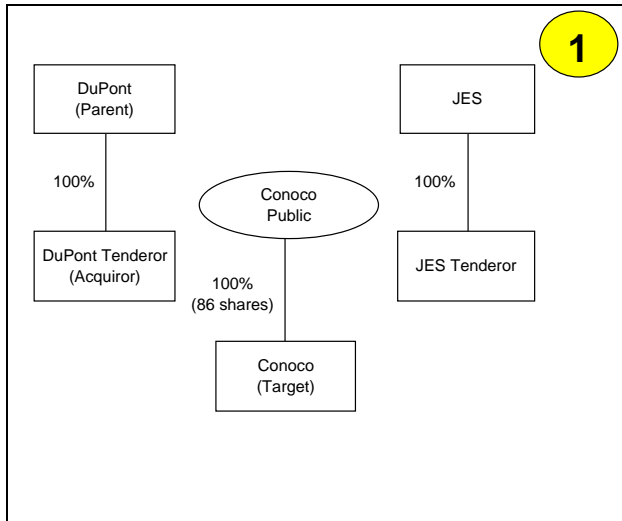 1
DuPont
(Parent)
JES
100%
100%
Conoco
Public
DuPont Tenderor
(Acquiror)
JES Tenderor
100%
(86 shares)
Conoco
(Target)